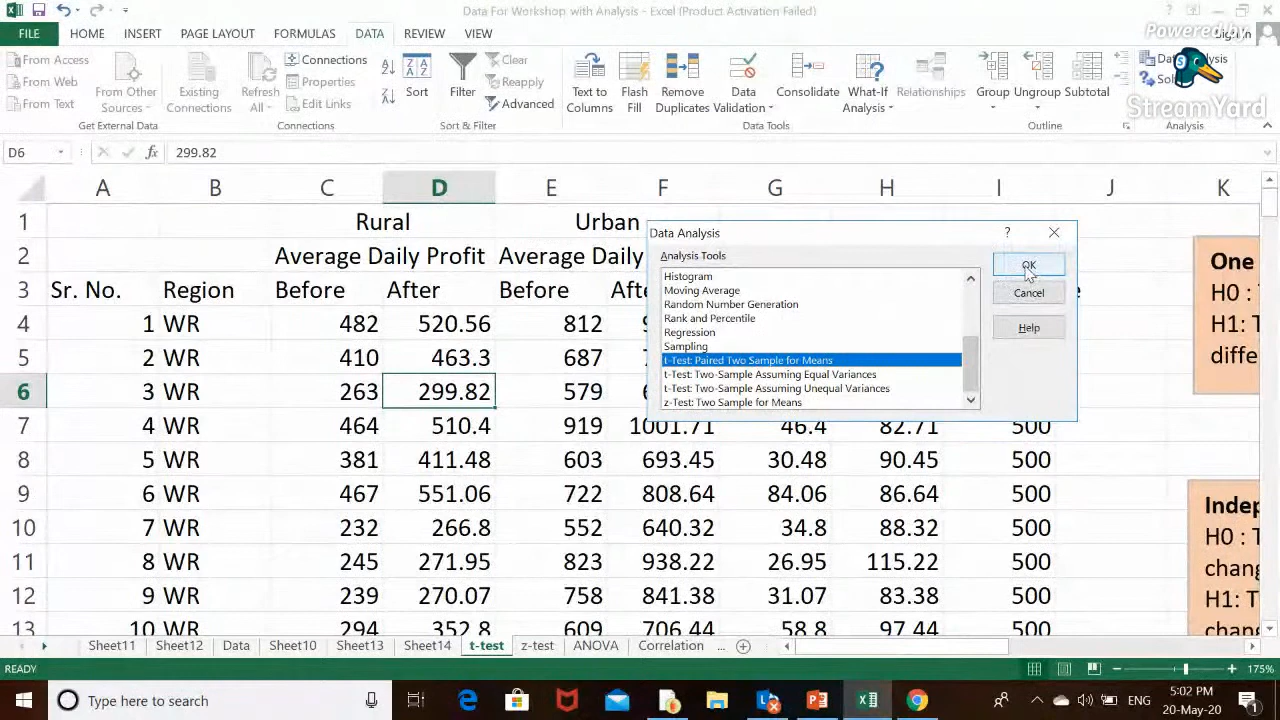 Data For Workshop with Analysis - Excel (Product Activation Failed)
FILE HOME INSERT PAGE LAYOUT FORMULAS DATA REVIEW VIEW
Powered by
StreamYard
From Access
From Web
From Text
From Other Sources
Existing Connections
Get External Data
Refresh All
Connections
Properties
Edit Links
Connections
Sort
Filter
Clear
Reapply
Advanced
Sort & Filter
Text to Columns
Flash Fill
Remove Duplicates
Data Validation
Consolidate
What-If Analysis
Relationships
Data Tools
Group
Ungroup
Subtotal
Outline
Analysis
D6 fx 299.82
A B C D E F G H I J K
1 Rural Urban
2 Average Daily Profit Average Daily
3 Sr. No. Region Before After Before
4 1 WR 482 520.56 812
5 2 WR 410 463.3 687
6 3 WR 263 299.82 579
7 4 WR 464 510.4 919 1001.71 46.4 82.71 500
8 5 WR 381 411.48 603 693.45 30.48 90.45 500
9 6 WR 467 551.06 722 808.64 84.06 86.64 500
10 7 WR 232 266.8 552 640.32 34.8 88.32 500
11 8 WR 245 271.95 823 938.22 26.95 115.22 500
12 9 WR 239 270.07 758 841.38 31.07 83.38 500
13 10 WR 294 352.8 609 706.44 58.8 97.44 500
Data Analysis ?
Analysis Tools
Histogram
Moving Average
Random Number Generation
Rank and Percentile
Regression
Sampling
t-Test: Paired Two Sample for Means
t-Test: Two-Sample Assuming Equal Variances
t-Test: Two-Sample Assuming Unequal Variances
z-Test: Two Sample for Means
OK
Cancel
Help
One
H0 : T
H1: T
diffe
Indep
H0 : T
chang
H1: T
chang
Sheet11 Sheet12 Data Sheet10 Sheet13 Sheet14 t-test z-test ANOVA Correlation ...
READY 175%
Type here to search
ENG
5:02 PM
20-May-20